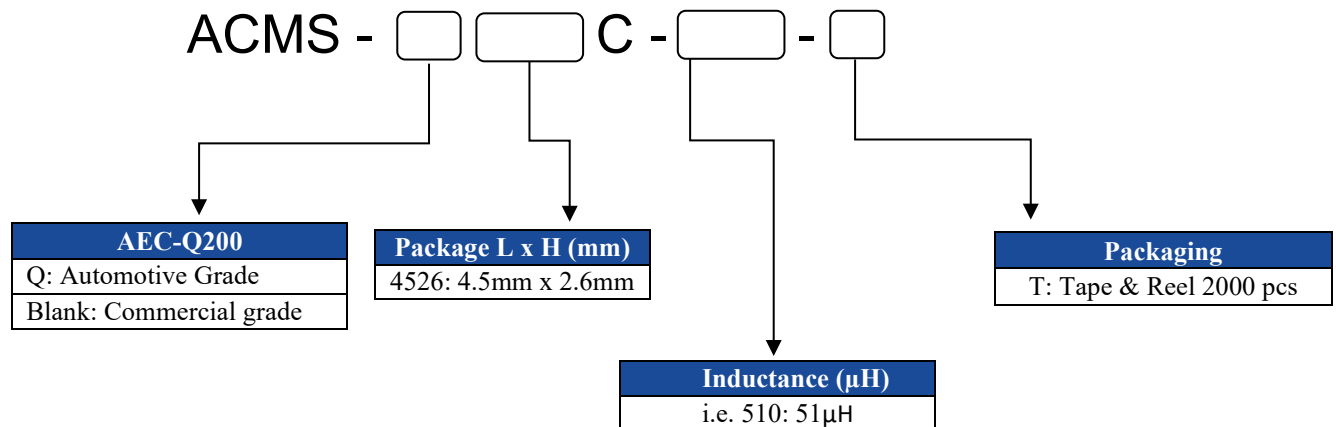 ACMS - C - -
AEC-Q200
Q: Automotive Grade
Blank: Commercial grade
Package L x H (mm)
4526: 4.5mm x 2.6mm
Inductance (µH)
i.e. 510: 51µH
Packaging
T: Tape & Reel 2000 pcs